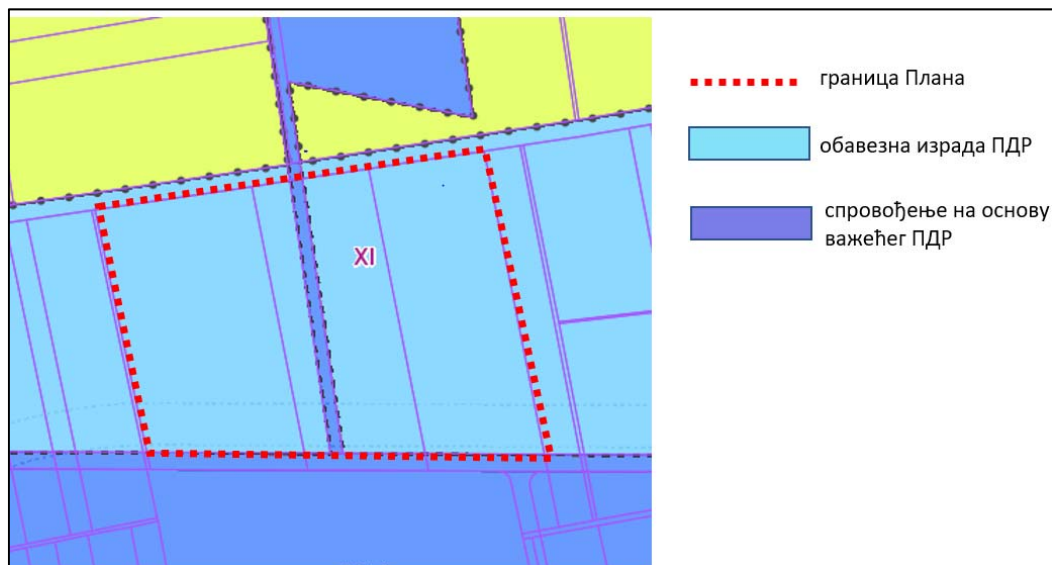 граница Плана
обавезна израда ПДР
спровођење на основу
важећег ПДР
XI